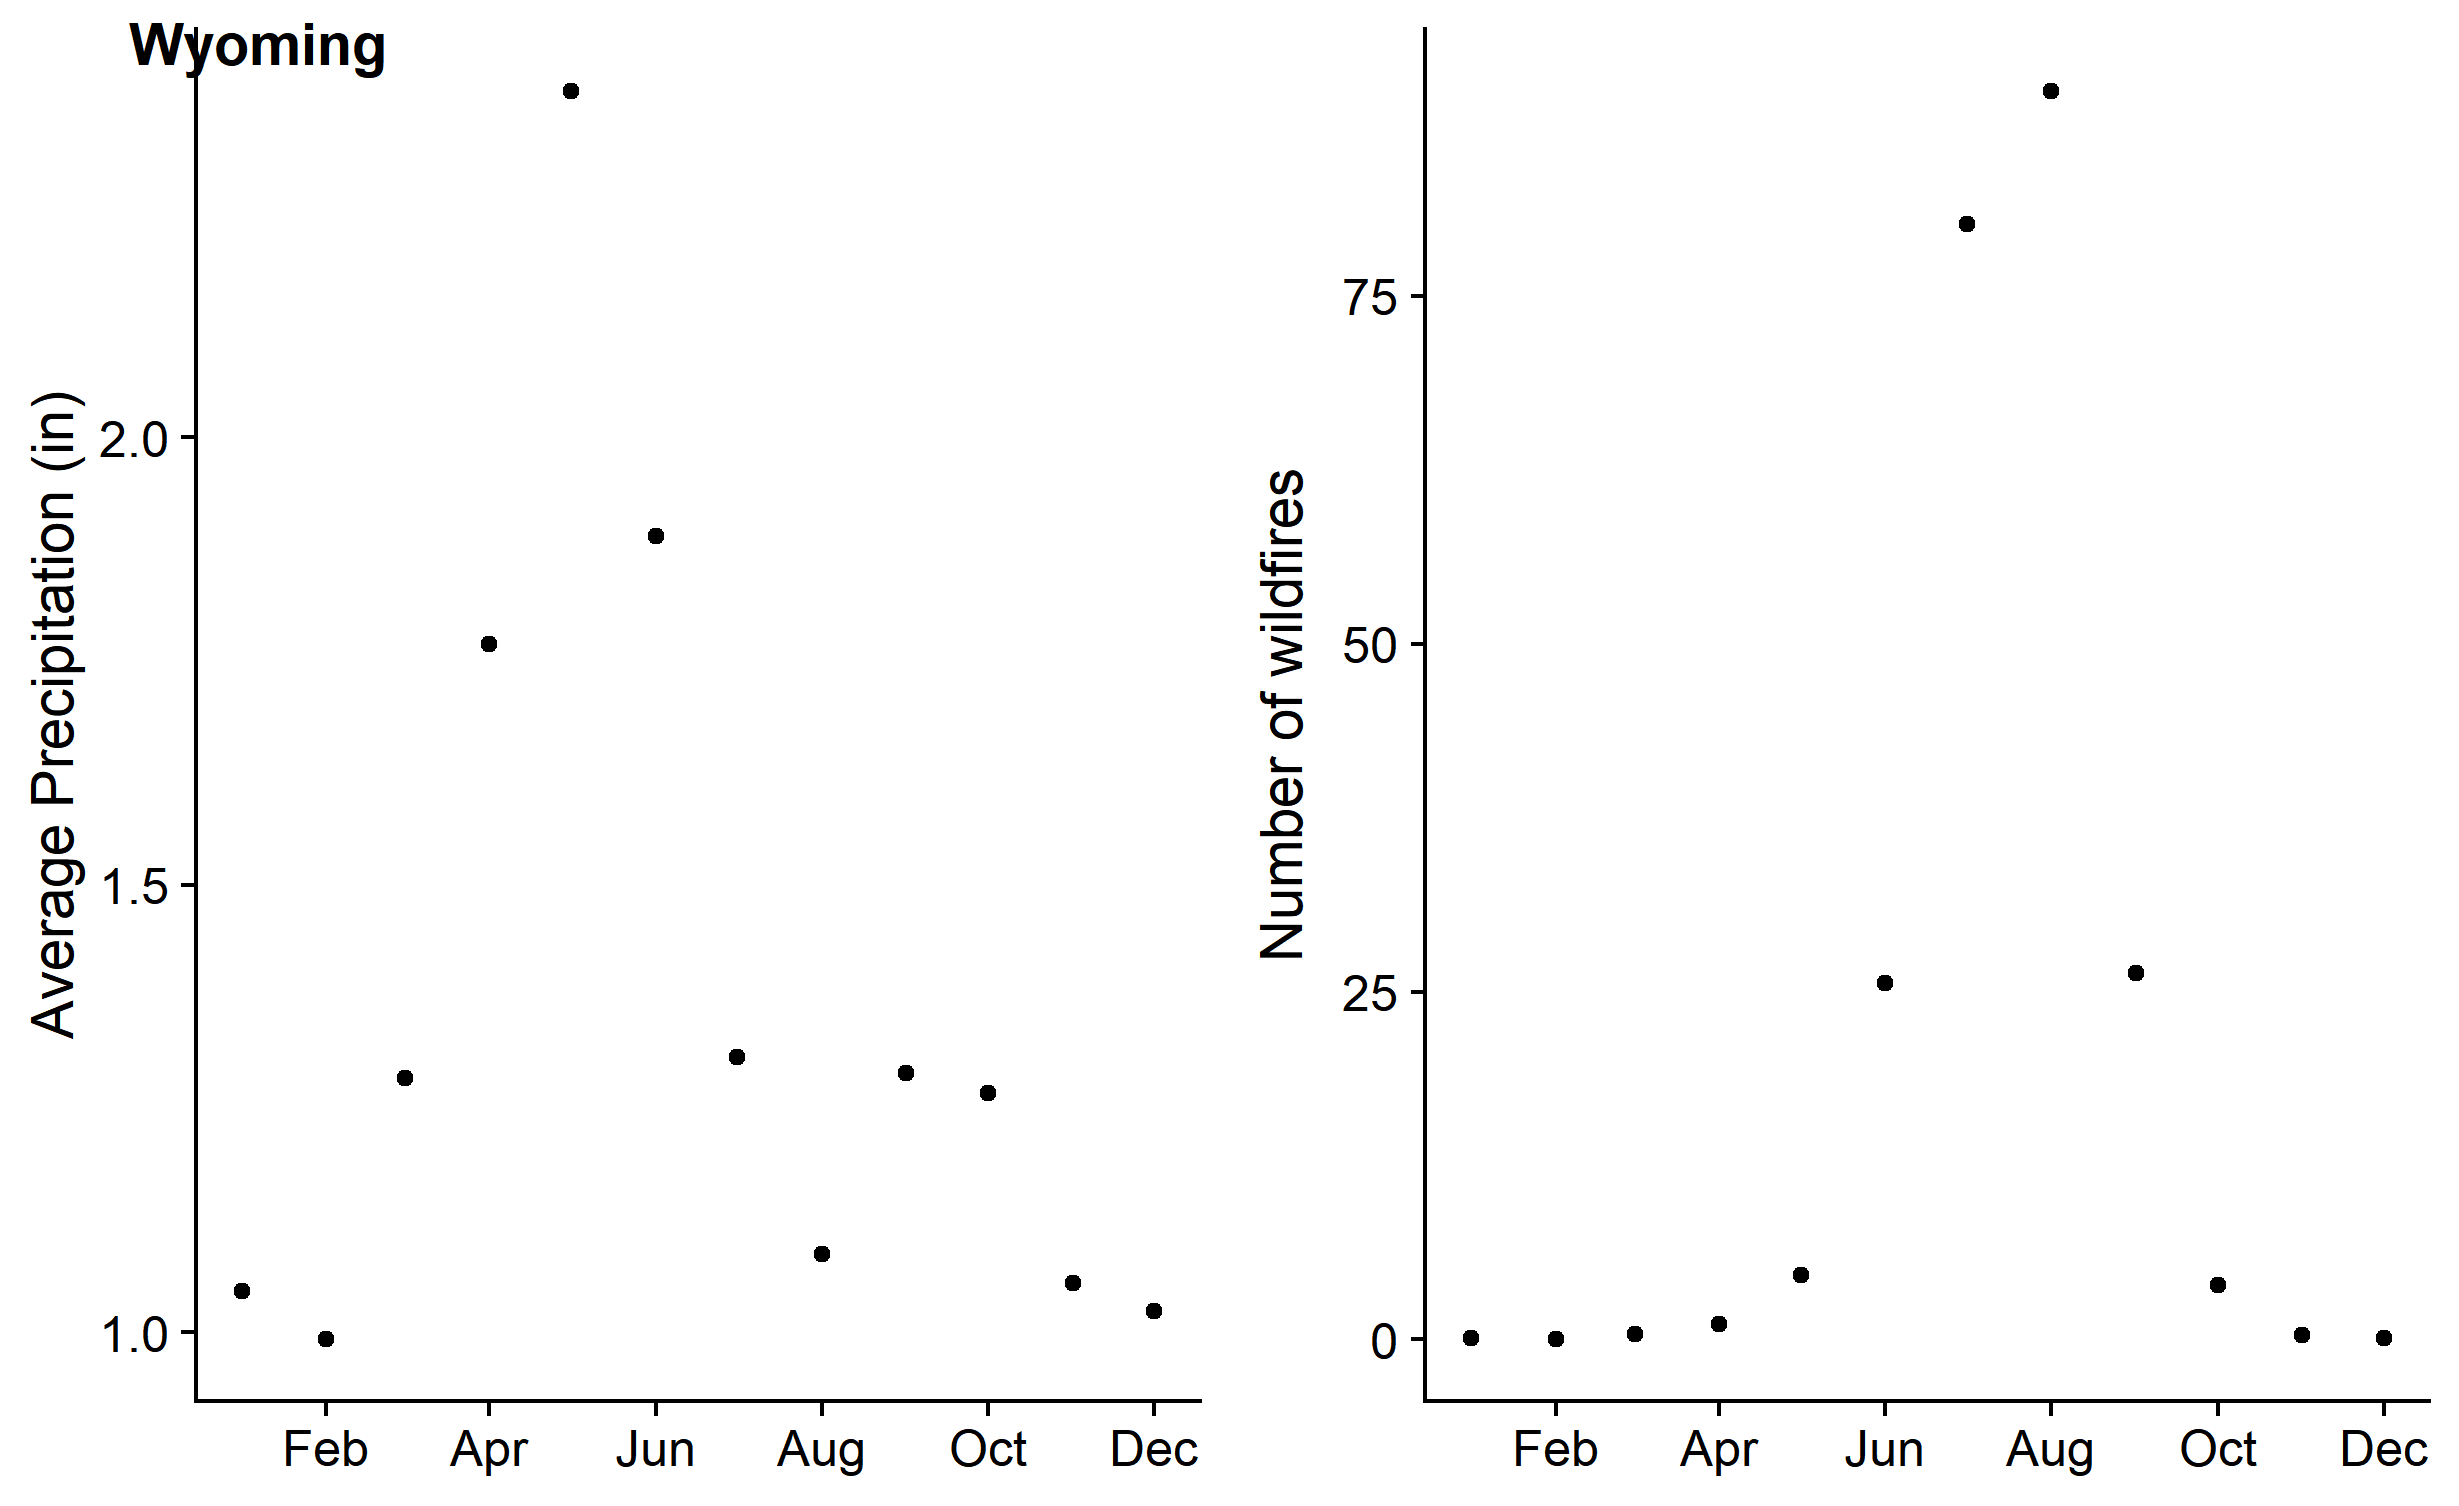 Wyoming
Average Precipitation (in)
2.0
1.5
1.0
Feb Apr Jun Aug Oct Dec
Number of wildfires
75
50
25
0
Feb Apr Jun Aug Oct Dec